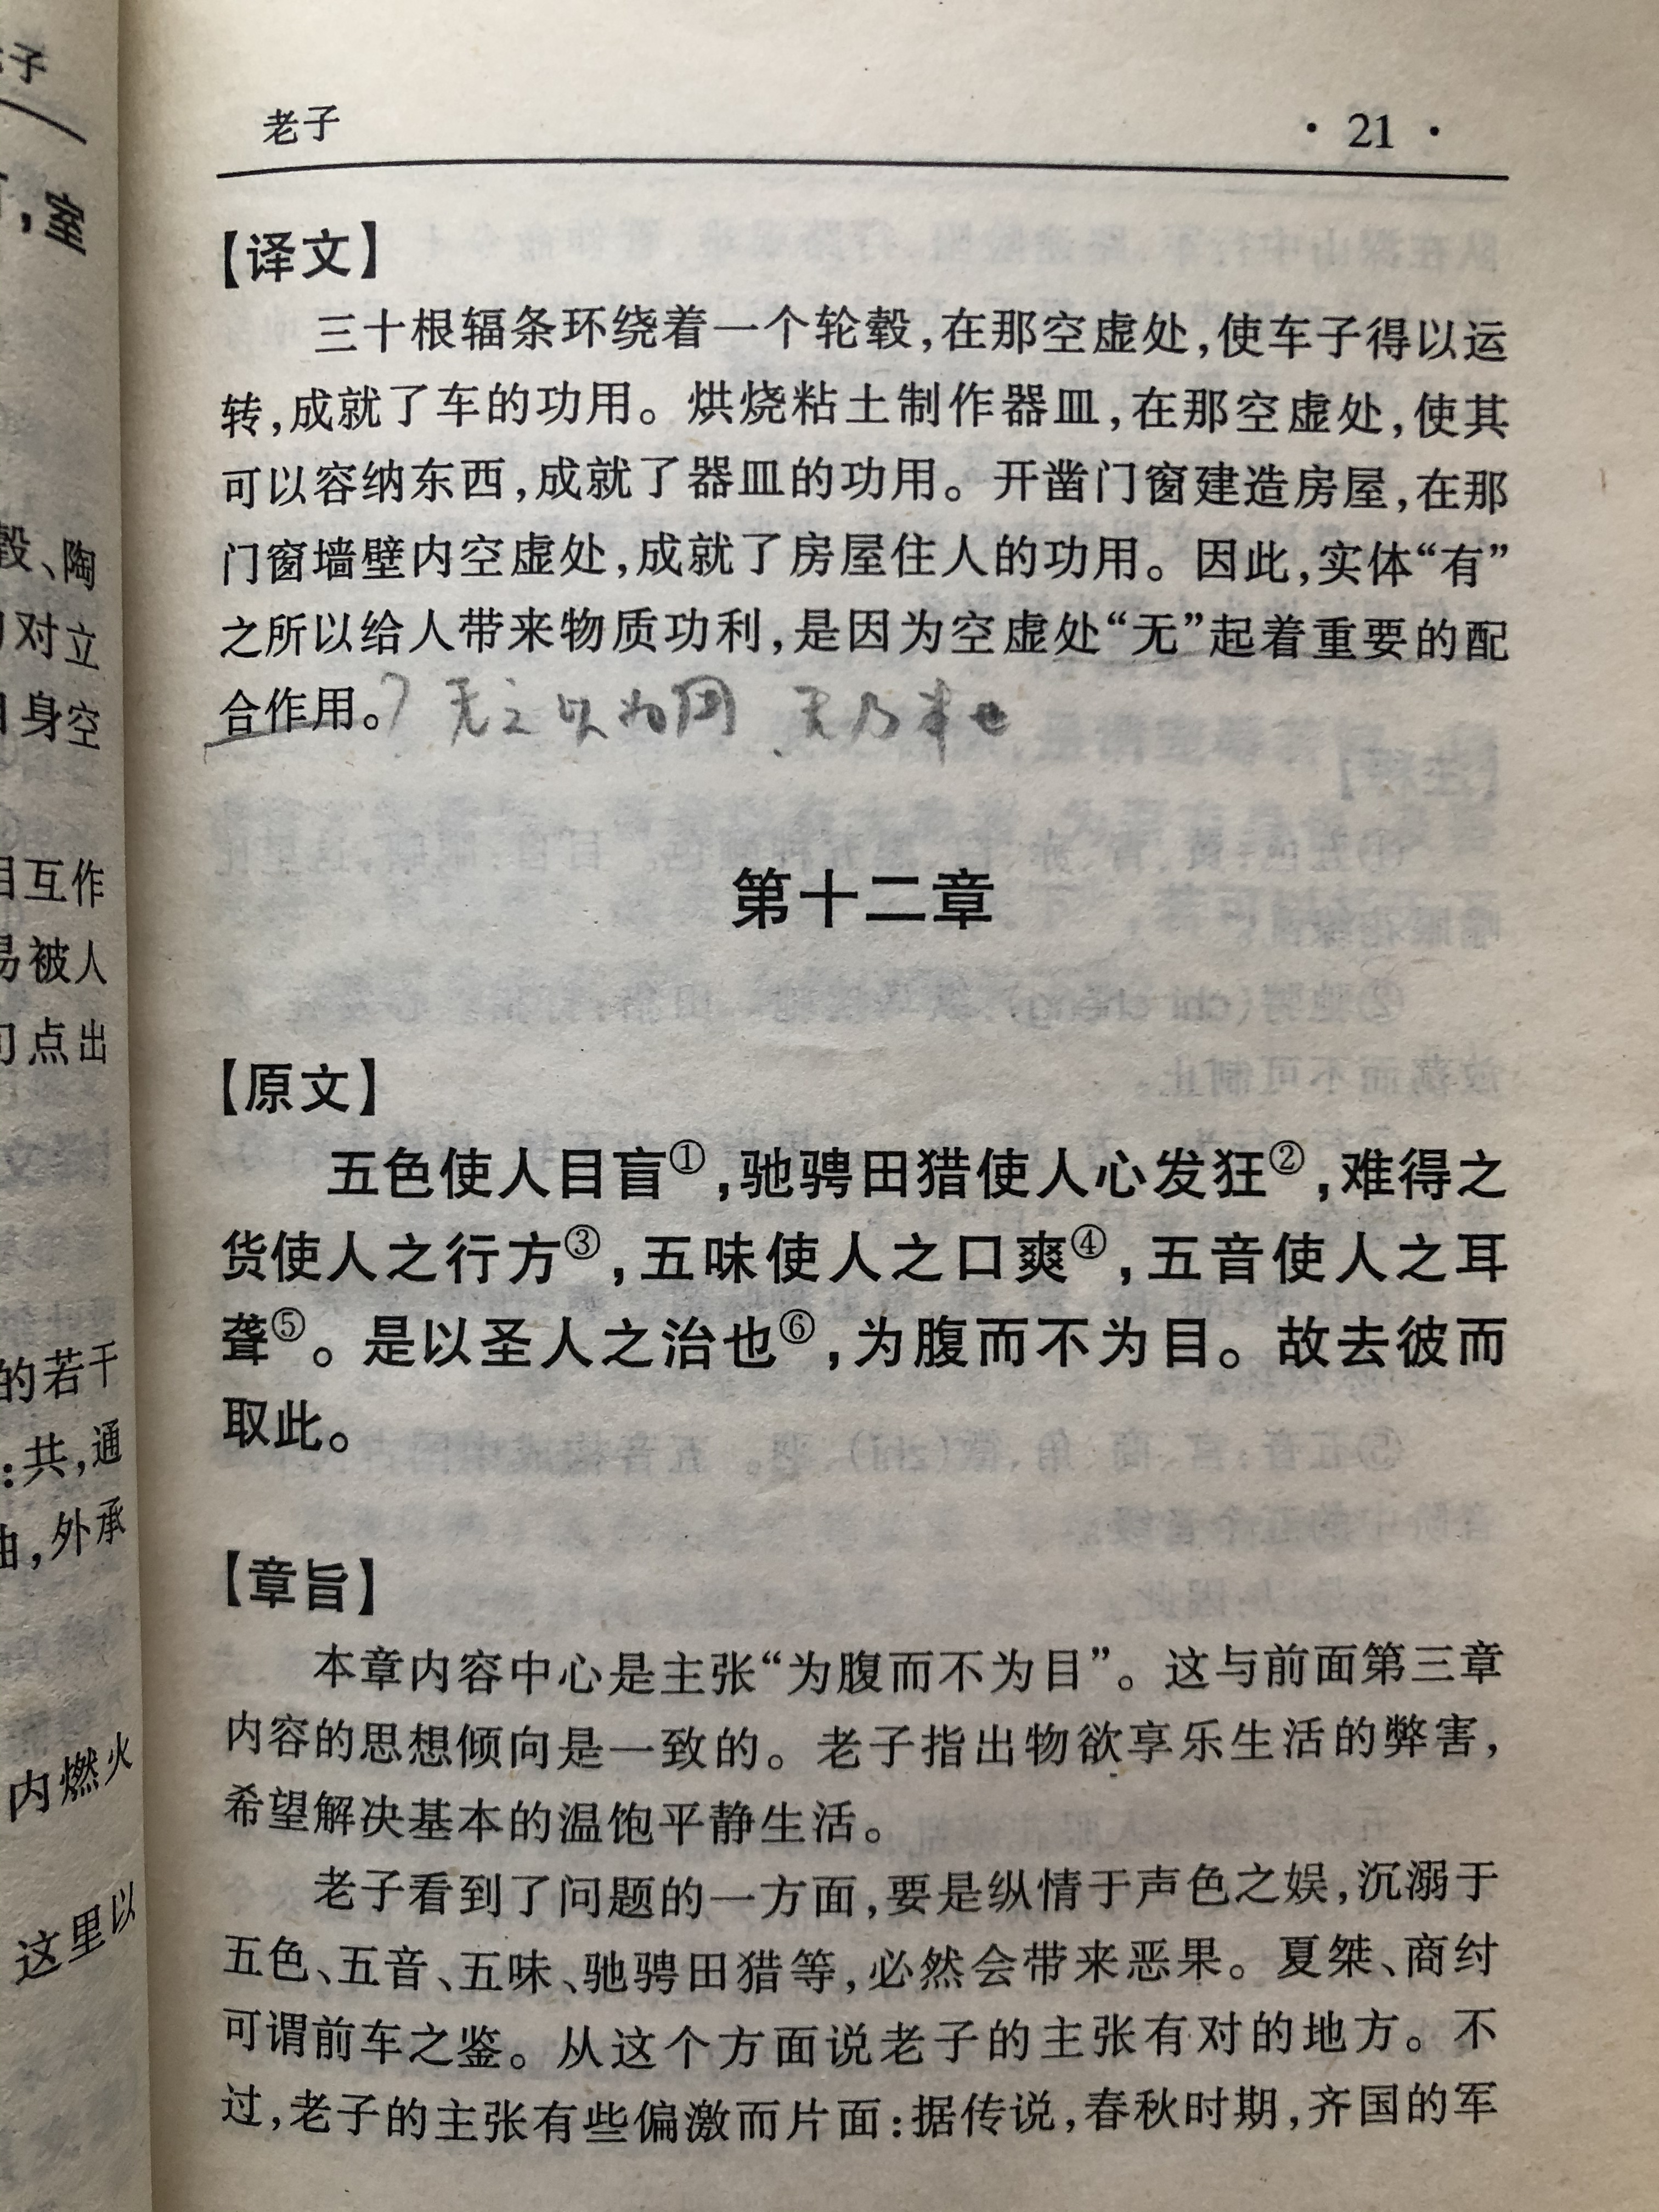 老子 · 21 ·
【译文】
三十根辐条环绕着一个轮毂，在那空虚处，使车子得以运
转，成就了车的功用。烘烧粘土制作器皿，在那空虚处，使其
可以容纳东西，成就了器皿的功用。开凿门窗建造房屋，在那
门窗墙壁内空虚处，成就了房屋住人的功用。因此，实体“有”
之所以给人带来物质功利，是因为空虚处“无”起着重要的配
合作用。? 无之以为用 无乃本也
第十二章
【原文】
五色使人目盲①，驰骋田猎使人心发狂②，难得之
货使人之行方③，五味使人之口爽④，五音使人之耳
聋⑤。是以圣人之治也⑥，为腹而不为目。故去彼而
取此。
【章旨】
本章内容中心是主张“为腹而不为目”。这与前面第三章
内容的思想倾向是一致的。老子指出物欲享乐生活的弊害，
希望解决基本的温饱平静生活。
老子看到了问题的一方面，要是纵情于声色之娱，沉溺于
五色、五音、五味、驰骋田猎等，必然会带来恶果。夏桀、商纣
可谓前车之鉴。从这个方面说老子的主张有对的地方。不
过，老子的主张有些偏激而片面：据传说，春秋时期，齐国的军